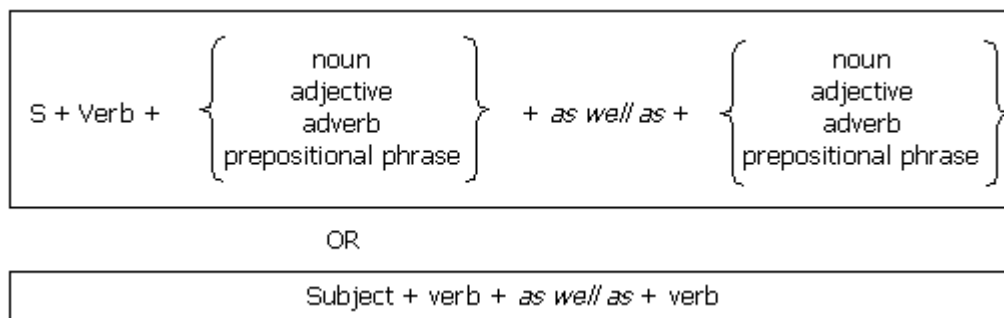 noun noun
adjective adjective
S + Verb + adverb + as well as + adverb
prepositional phrase prepositional phrase
OR
Subject + verb + as well as + verb